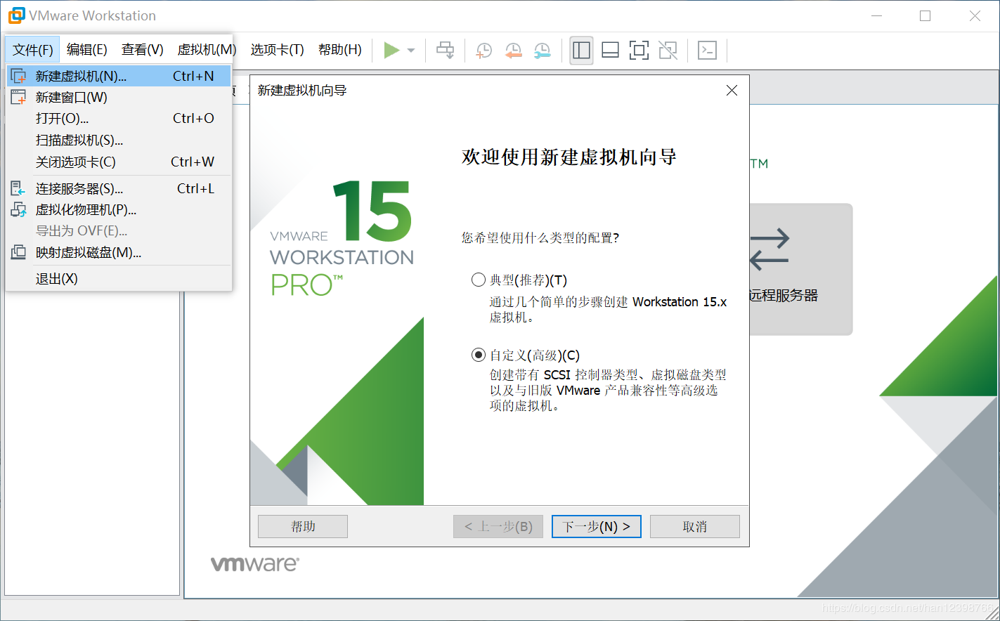 VMware Workstation
文件(F) 编辑(E) 查看(V) 虚拟机(M) 选项卡(T) 帮助(H)
新建虚拟机(N)... Ctrl+N
新建窗口(W)
打开(O)... Ctrl+O
扫描虚拟机(S)...
关闭选项卡(C) Ctrl+W
连接服务器(S)... Ctrl+L
虚拟化物理机(P)...
导出为 OVF(E)...
映射虚拟磁盘(M)...
退出(X)
新建虚拟机向导
15
VMWARE
WORKSTATION
PRO™
欢迎使用新建虚拟机向导
您希望使用什么类型的配置?
典型(推荐)(T)
通过几个简单的步骤创建 Workstation 15.x
虚拟机。
自定义(高级)(C)
创建带有 SCSI 控制器类型、虚拟磁盘类型
以及与旧版 VMware 产品兼容性等高级选
项的虚拟机。
帮助
< 上一步(B)
下一步(N) >
取消
TM
远程服务器
vmware®
https://blog.csdn.net/han12398766